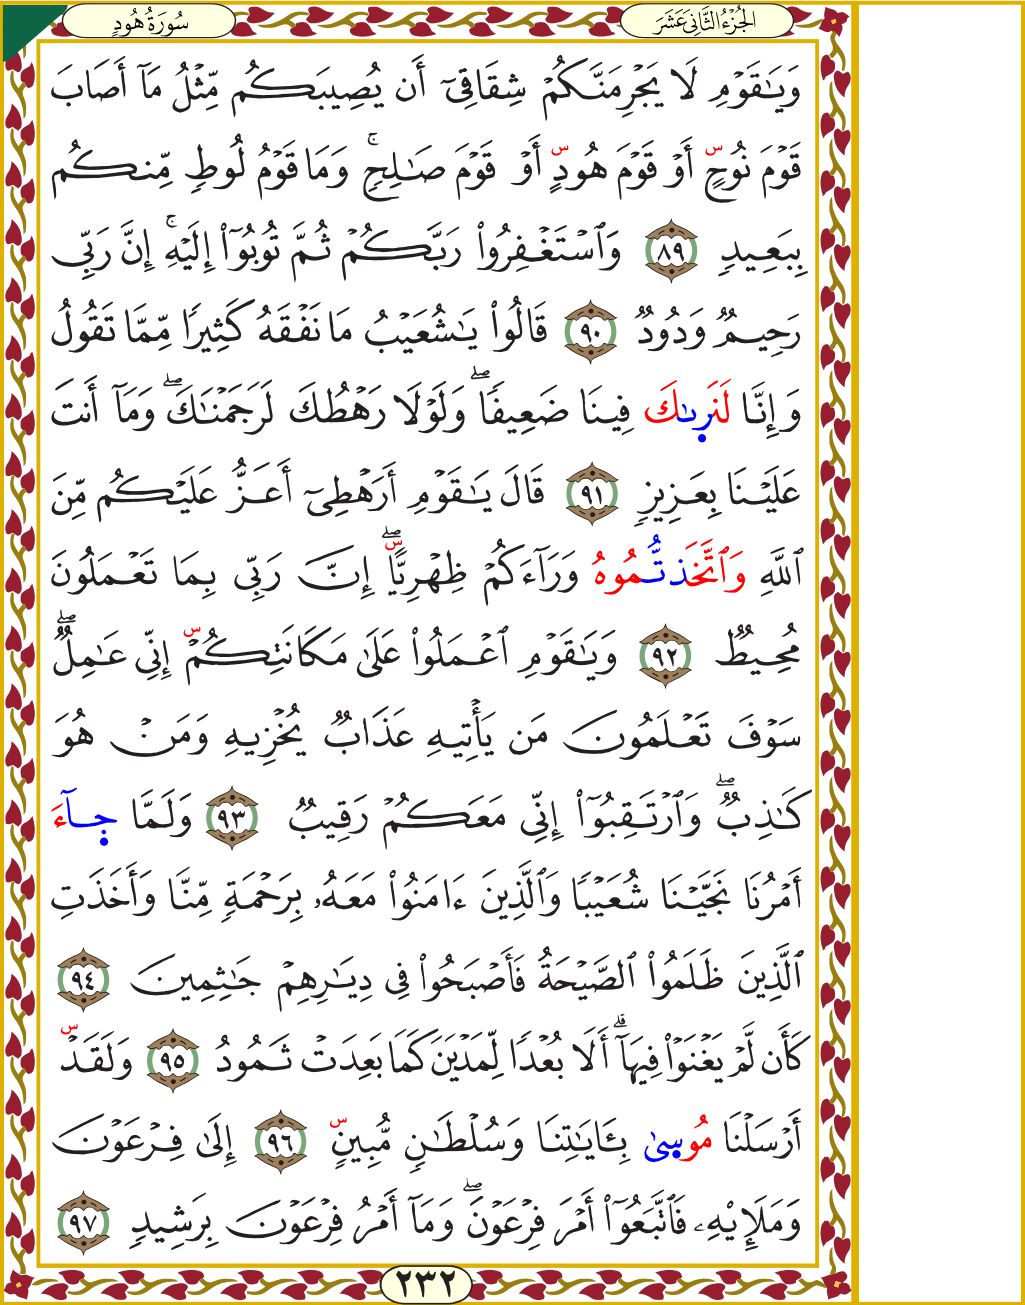 الجُزْءُ الثَّانِي عَشَرَ
سُورَةُ هُودٍ
وَيَٰقَوْمِ لَا يَجْرِمَنَّكُمْ شِقَاقِيٓ أَن يُصِيبَكُم مِّثْلُ مَآ أَصَابَ
قَوْمَ نُوحٍ أَوْ قَوْمَ هُودٍ أَوْ قَوْمَ صَٰلِحٍۚ وَمَا قَوْمُ لُوطٍ مِّنكُم
بِبَعِيدٍ ٨٩ وَٱسْتَغْفِرُواْ رَبَّكُمْ ثُمَّ تُوبُوٓاْ إِلَيْهِۚ إِنَّ رَبِّي
رَحِيمٌ وَدُودٌ ٩٠ قَالُواْ يَٰشُعَيْبُ مَا نَفْقَهُ كَثِيرًا مِّمَّا تَقُولُ
وَإِنَّا لَنَرىٰكَ فِينَا ضَعِيفًاۖ وَلَوْلَا رَهْطُكَ لَرَجَمْنَٰكَۖ وَمَآ أَنتَ
عَلَيْنَا بِعَزِيزٍ ٩١ قَالَ يَٰقَوْمِ أَرَهْطِيٓ أَعَزُّ عَلَيْكُم مِّنَ
ٱللَّهِ وَٱتَّخَذتُّمُوهُ وَرَآءَكُمْ ظِهْرِيًّاۖ إِنَّ رَبِّي بِمَا تَعْمَلُونَ
مُحِيطٌ ٩٢ وَيَٰقَوْمِ ٱعْمَلُواْ عَلَىٰ مَكَانَتِكُمْ إِنِّي عَٰمِلٌۖ
سَوْفَ تَعْلَمُونَ مَن يَأْتِيهِ عَذَابٌ يُخْزِيهِ وَمَنْ هُوَ
كَٰذِبٌۖ وَٱرْتَقِبُوٓاْ إِنِّي مَعَكُمْ رَقِيبٌ ٩٣ وَلَمَّا جَآءَ
أَمْرُنَا نَجَّيْنَا شُعَيْبًا وَٱلَّذِينَ ءَامَنُواْ مَعَهُۥ بِرَحْمَةٍ مِّنَّا وَأَخَذَتِ
ٱلَّذِينَ ظَلَمُواْ ٱلصَّيْحَةُ فَأَصْبَحُواْ فِي دِيَٰرِهِمْ جَٰثِمِينَ ٩٤
كَأَن لَّمْ يَغْنَوْاْ فِيهَآۗ أَلَا بُعْدًا لِّمَدْيَنَ كَمَا بَعِدَتْ ثَمُودُ ٩٥ وَلَقَدْ
أَرْسَلْنَا مُوسىٰ بِـَٔايَٰتِنَا وَسُلْطَٰنٍ مُّبِينٍ ٩٦ إِلَىٰ فِرْعَوْنَ
وَمَلَإِيْهِۦ فَٱتَّبَعُوٓاْ أَمْرَ فِرْعَوْنَۖ وَمَآ أَمْرُ فِرْعَوْنَ بِرَشِيدٍ ٩٧
٢٣٢